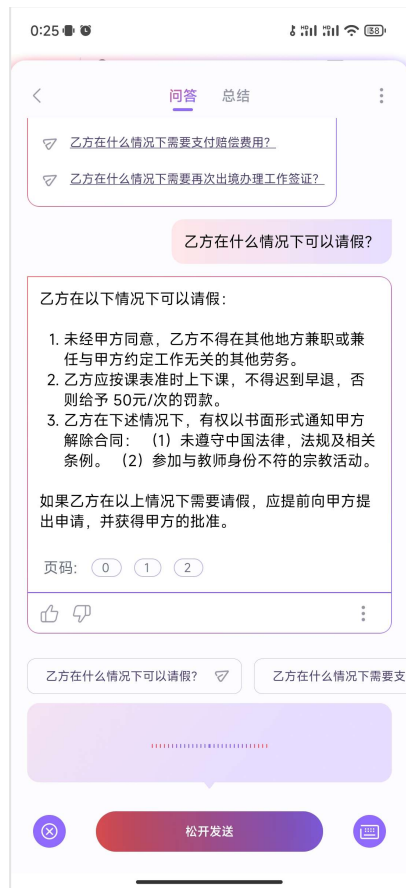 0:25
38
问答 总结
乙方在什么情况下需要支付赔偿费用？
乙方在什么情况下需要再次出境办理工作签证？
乙方在什么情况下可以请假？
乙方在以下情况下可以请假：
1. 未经甲方同意，乙方不得在其他地方兼职或兼
任与甲方约定工作无关的其他劳务。
2. 乙方应按课表准时上下课，不得迟到早退，否
则给予 50元/次的罚款。
3. 乙方在下述情况下，有权以书面形式通知甲方
解除合同： （1）未遵守中国法律，法规及相关
条例。 （2）参加与教师身份不符的宗教活动。
如果乙方在以上情况下需要请假，应提前向甲方提
出申请，并获得甲方的批准。
页码： 0 1 2
乙方在什么情况下可以请假？ 乙方在什么情况下需要支
松开发送